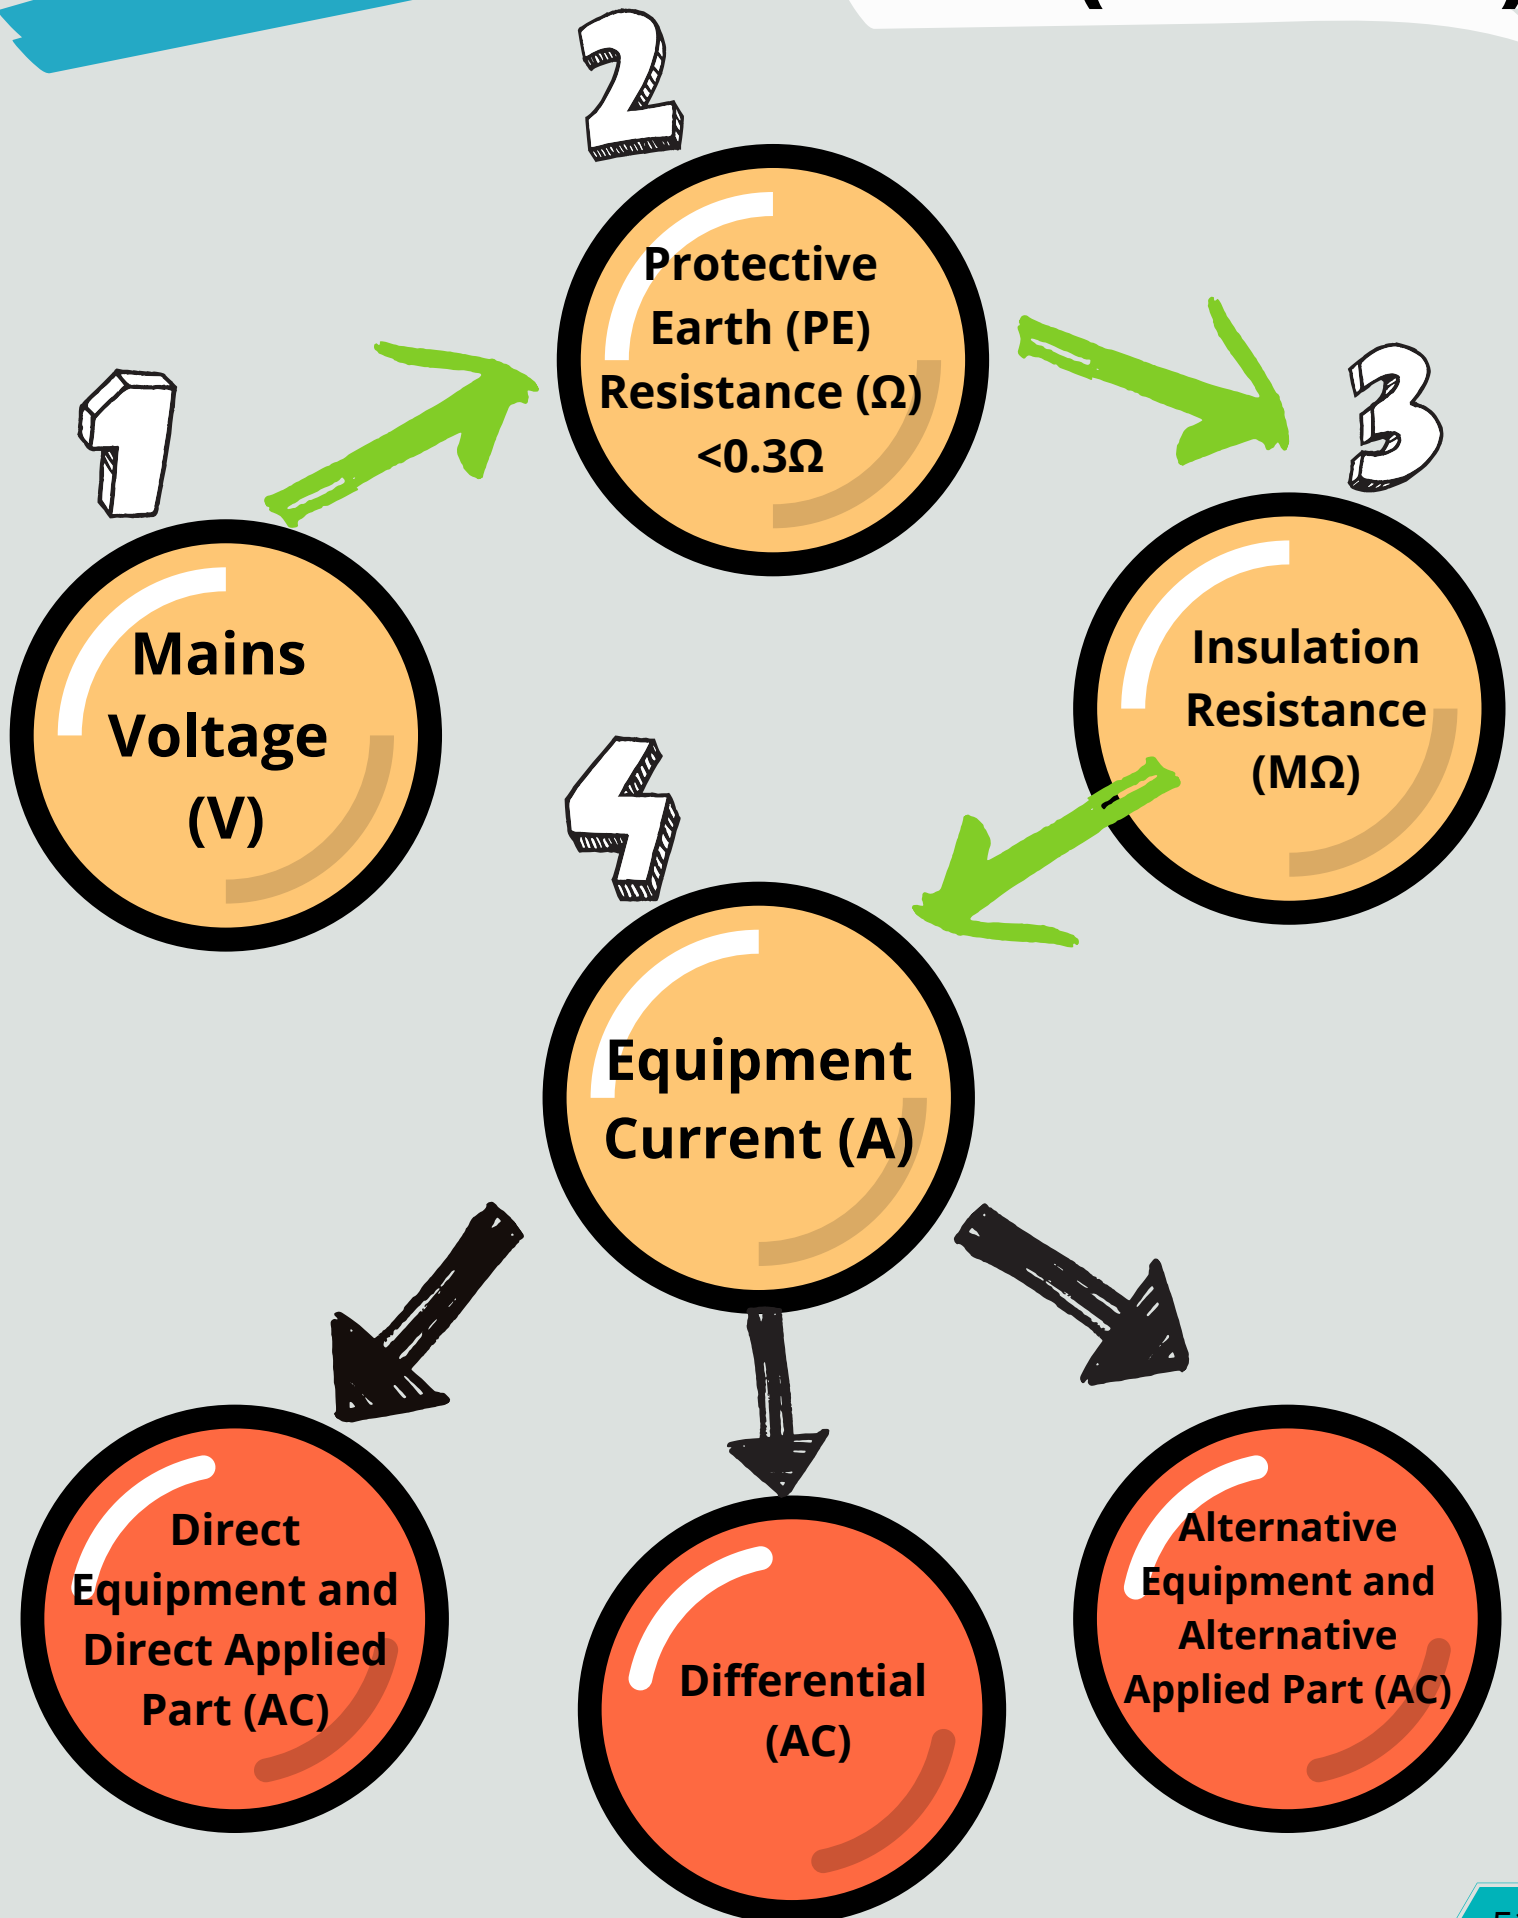 2
Protective
Earth (PE)
Resistance (Ω)
<0.3Ω
1
Mains
Voltage
(V)
3
Insulation
Resistance
(MΩ)
4
Equipment
Current (A)
Direct
Equipment and
Direct Applied
Part (AC)
Differential
(AC)
Alternative
Equipment and
Alternative
Applied Part (AC)